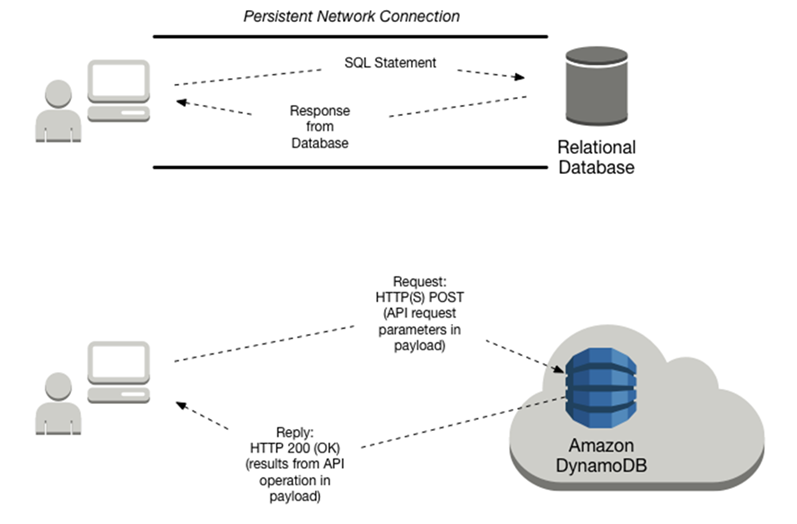 Persistent Network Connection
SQL Statement
Response
from
Database
Relational
Database
Request:
HTTP(S) POST
(API request
parameters in
payload)
Reply:
HTTP 200 (OK)
(results from API
operation in
payload)
Amazon
DynamoDB